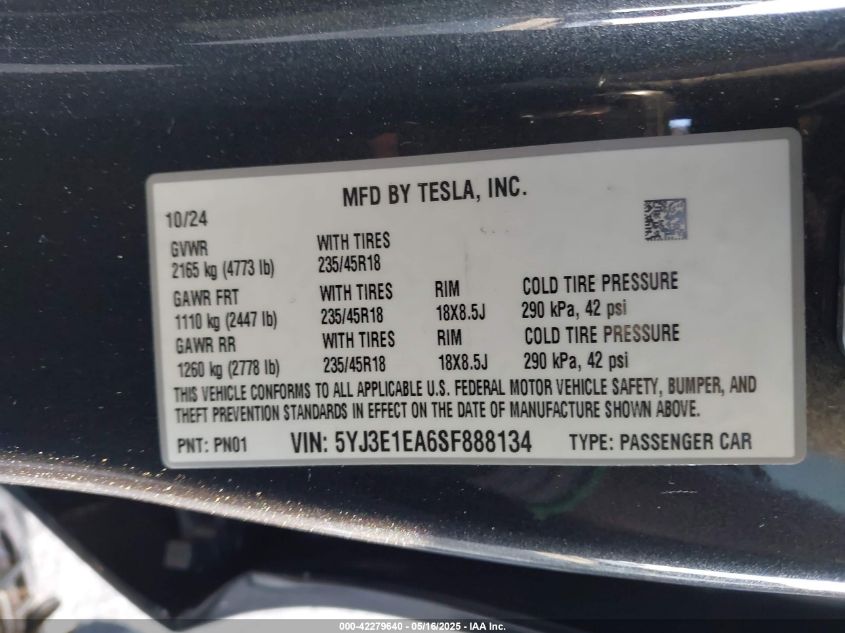 MFD BY TESLA, INC.
10/24
GVWR WITH TIRES
2165 kg (4773 lb) 235/45R18
GAWR FRT WITH TIRES RIM COLD TIRE PRESSURE
1110 kg (2447 lb) 235/45R18 18X8.5J 290 kPa, 42 psi
GAWR RR WITH TIRES RIM COLD TIRE PRESSURE
1260 kg (2778 lb) 235/45R18 18X8.5J 290 kPa, 42 psi
THIS VEHICLE CONFORMS TO ALL APPLICABLE U.S. FEDERAL MOTOR VEHICLE SAFETY, BUMPER, AND
THEFT PREVENTION STANDARDS IN EFFECT ON THE DATE OF MANUFACTURE SHOWN ABOVE.
PNT: PN01 VIN: 5YJ3E1EA6SF888134 TYPE: PASSENGER CAR
000-42279640 - 05/16/2025 - IAA Inc.